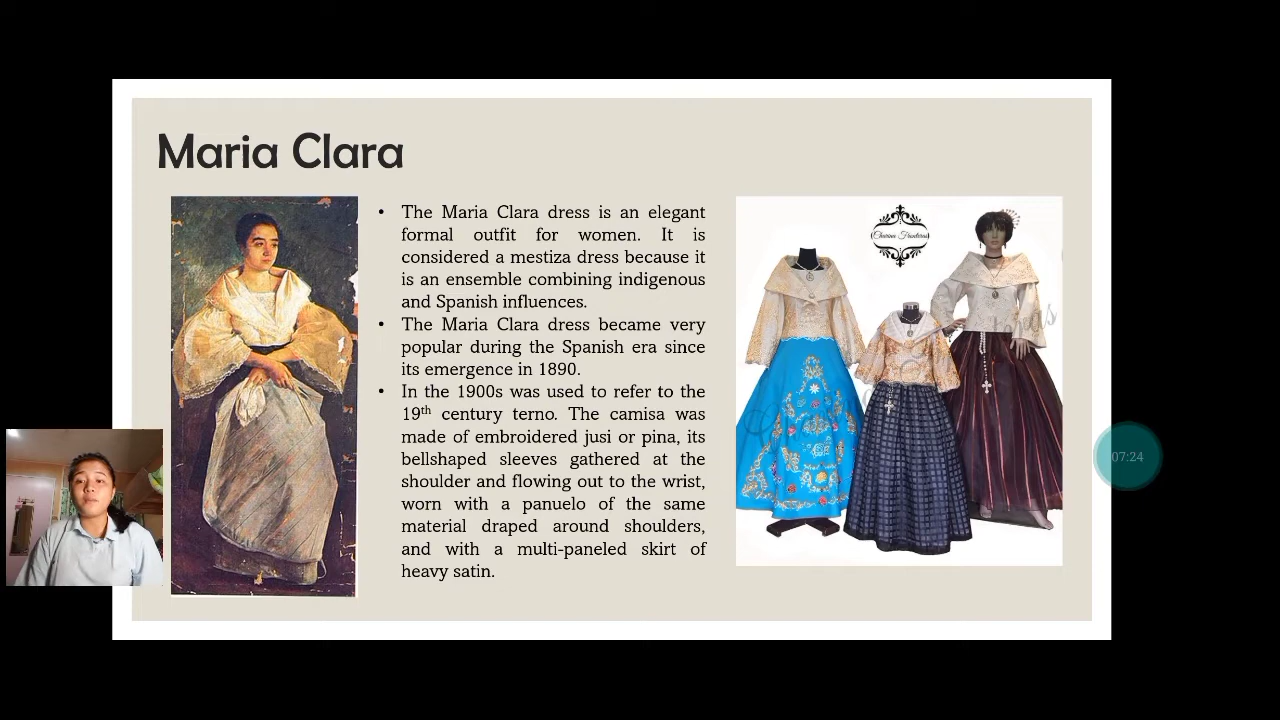 Maria Clara
• The Maria Clara dress is an elegant
formal outfit for women. It is
considered a mestiza dress because it
is an ensemble combining indigenous
and Spanish influences.
• The Maria Clara dress became very
popular during the Spanish era since
its emergence in 1890.
• In the 1900s was used to refer to the
19th century terno. The camisa was
made of embroidered jusi or pina, its
bellshaped sleeves gathered at the
shoulder and flowing out to the wrist,
worn with a panuelo of the same
material draped around shoulders,
and with a multi-paneled skirt of
heavy satin.
07:24